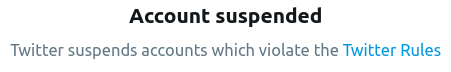 Account suspended
Twitter suspends accounts which violate the Twitter Rules